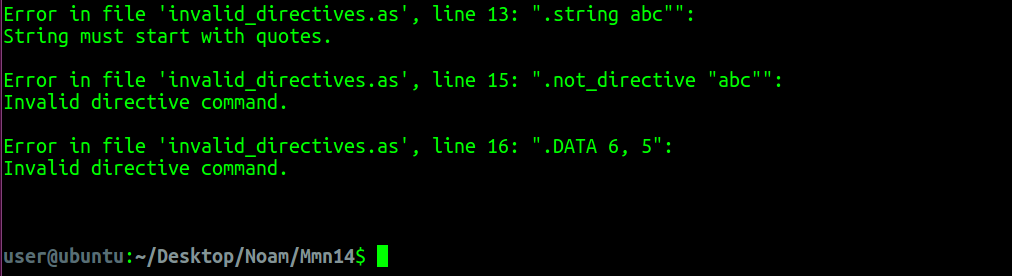 Error in file 'invalid_directives.as', line 13: ".string abc"":
String must start with quotes.
Error in file 'invalid_directives.as', line 15: ".not_directive "abc"":
Invalid directive command.
Error in file 'invalid_directives.as', line 16: ".DATA 6, 5":
Invalid directive command.
user@ubuntu:~/Desktop/Noam/Mmn14$